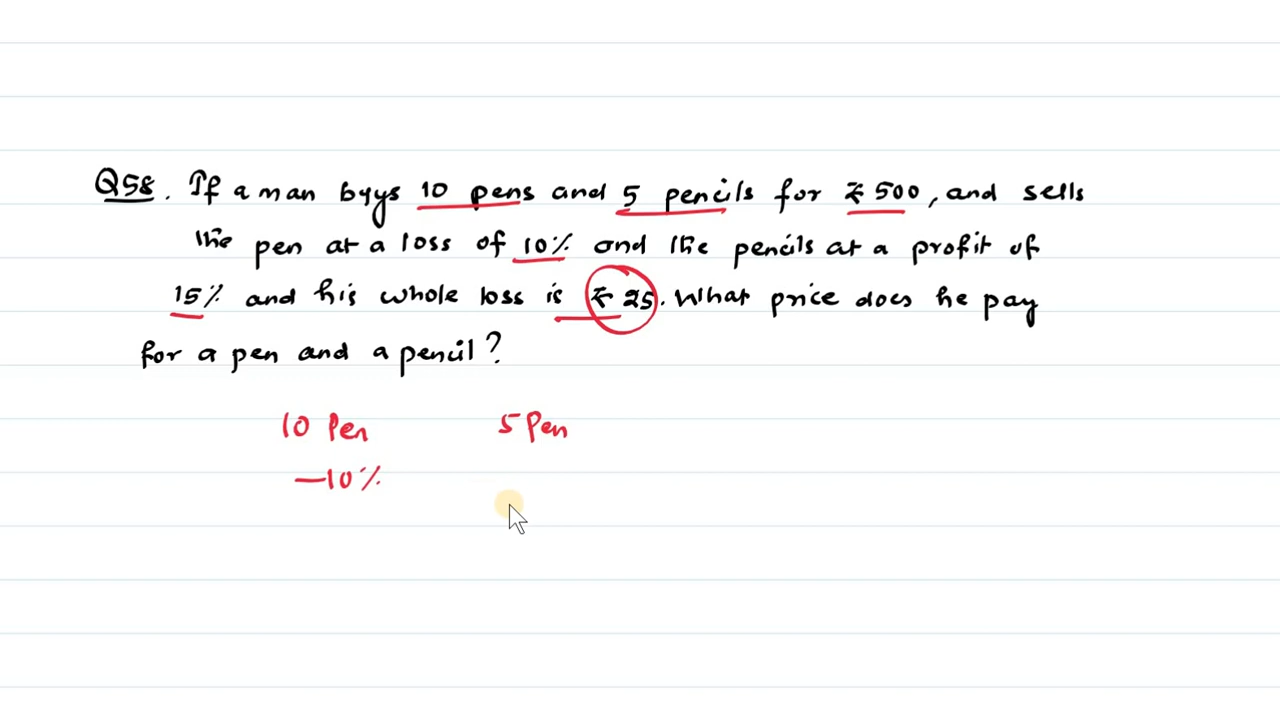 Q58. If a man byys 10 pens and 5 pencils for ₹ 500, and sells
the pen at a loss of 10% and the pencils at a profit of
15% and his whole loss is ₹ 25. What price does he pay
for a pen and a pencil?
10 Pen 5 Pen
—10%